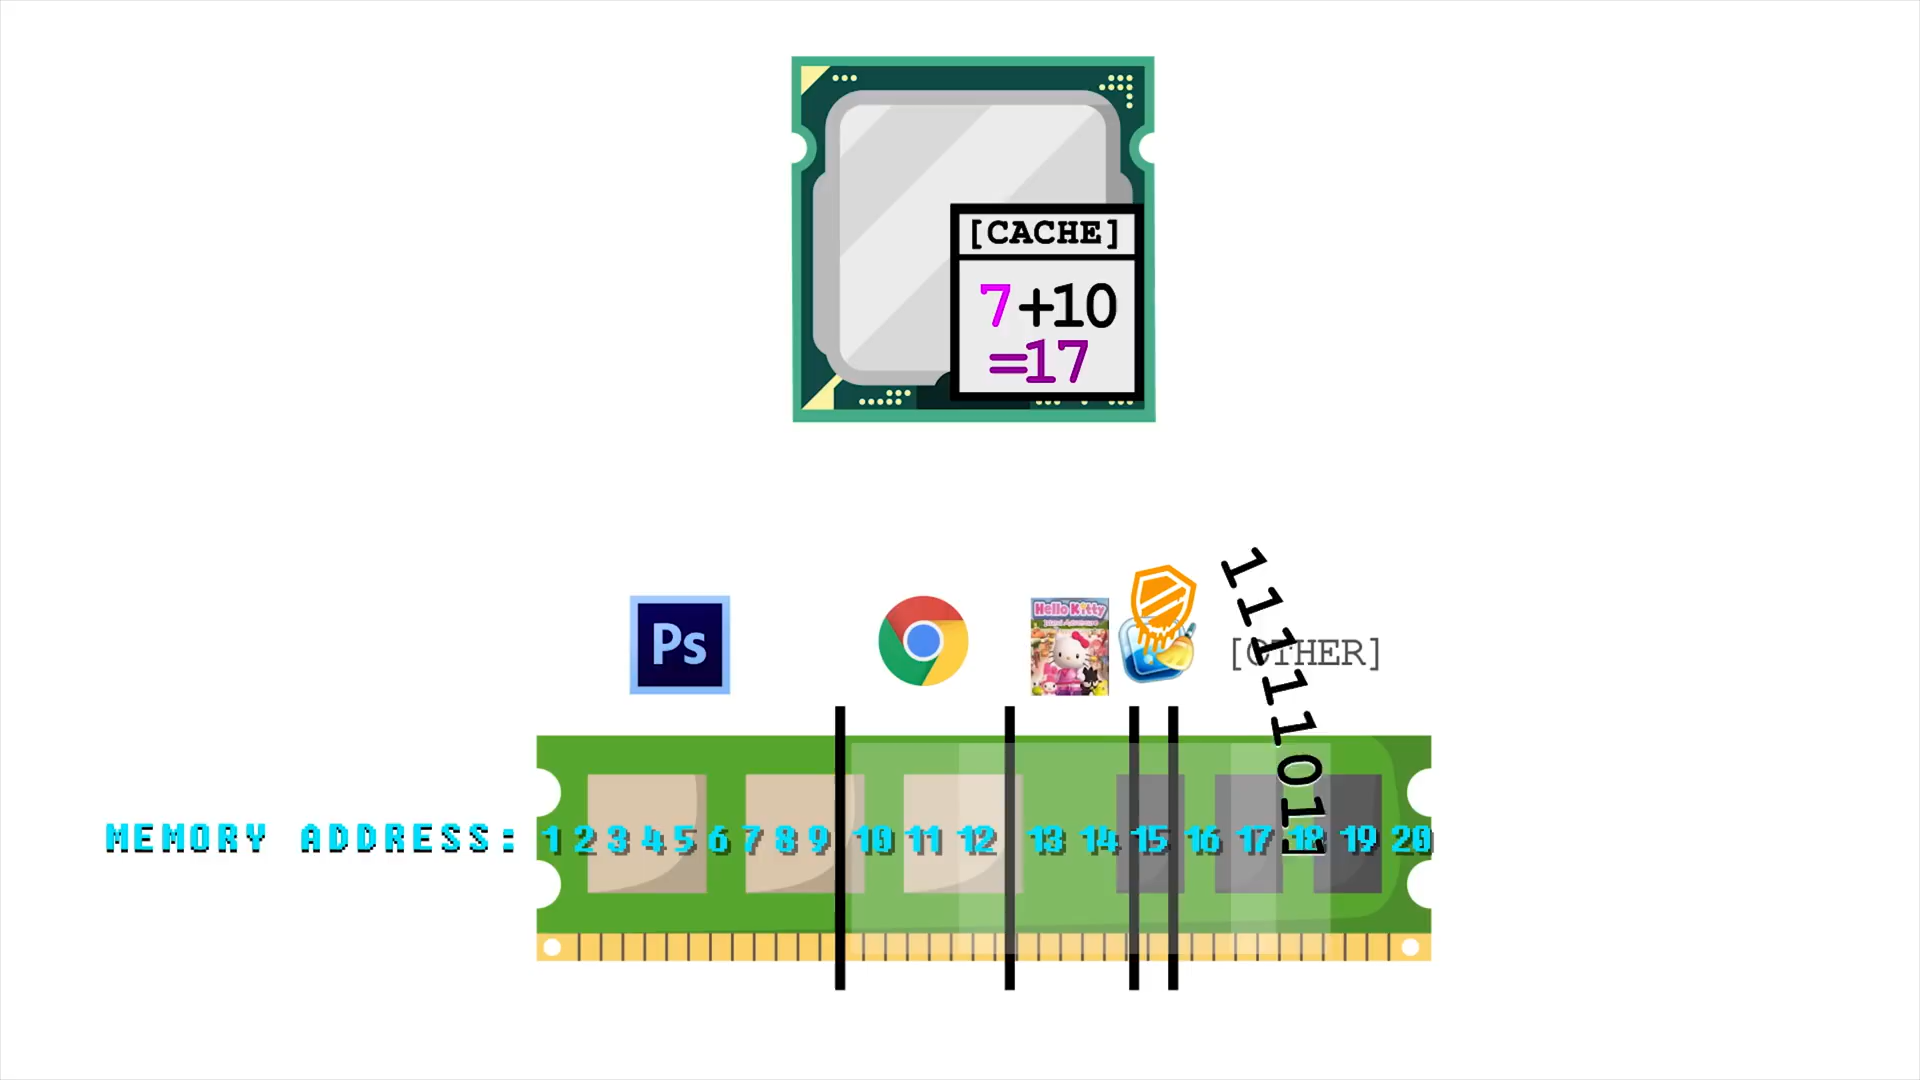 [CACHE]
7+10
=17
Ps
Hello Kitty
[OTHER]
11111011
MEMORY ADDRESS: 1 2 3 4 5 6 7 8 9 10 11 12 13 14 15 16 17 18 19 20